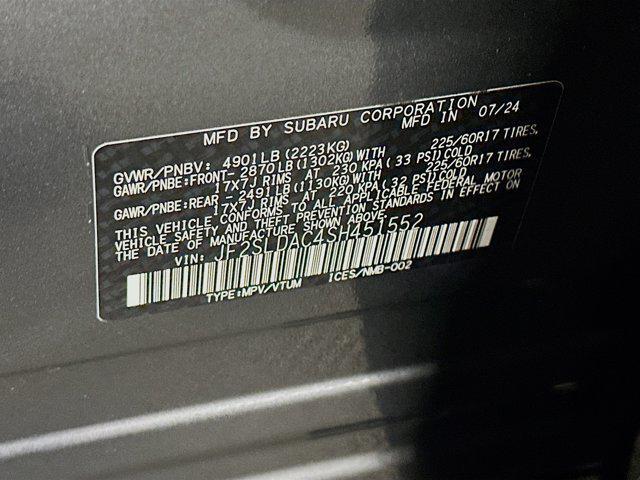 MFD BY SUBARU CORPORATION
MFD IN 07/24
GVWR/PNBV: 4901LB(2223KG)
GAWR/PNBE:FRONT- 2870LB(1302KG)WITH 225/60R17 TIRES,
17X7J RIMS AT 230 KPA(33 PSI)COLD
GAWR/PNBE:REAR - 2491LB(1130KG)WITH 225/60R17 TIRES,
17X7J RIMS AT 220 KPA(32 PSI)COLD
THIS VEHICLE CONFORMS TO ALL APPLICABLE FEDERAL MOTOR
VEHICLE SAFETY AND THEFT PREVENTION STANDARDS IN EFFECT ON
THE DATE OF MANUFACTURE SHOWN ABOVE.
VIN: JF2SLDAC4SH451552
TYPE:MPV/VTUM ICES/NMB-002